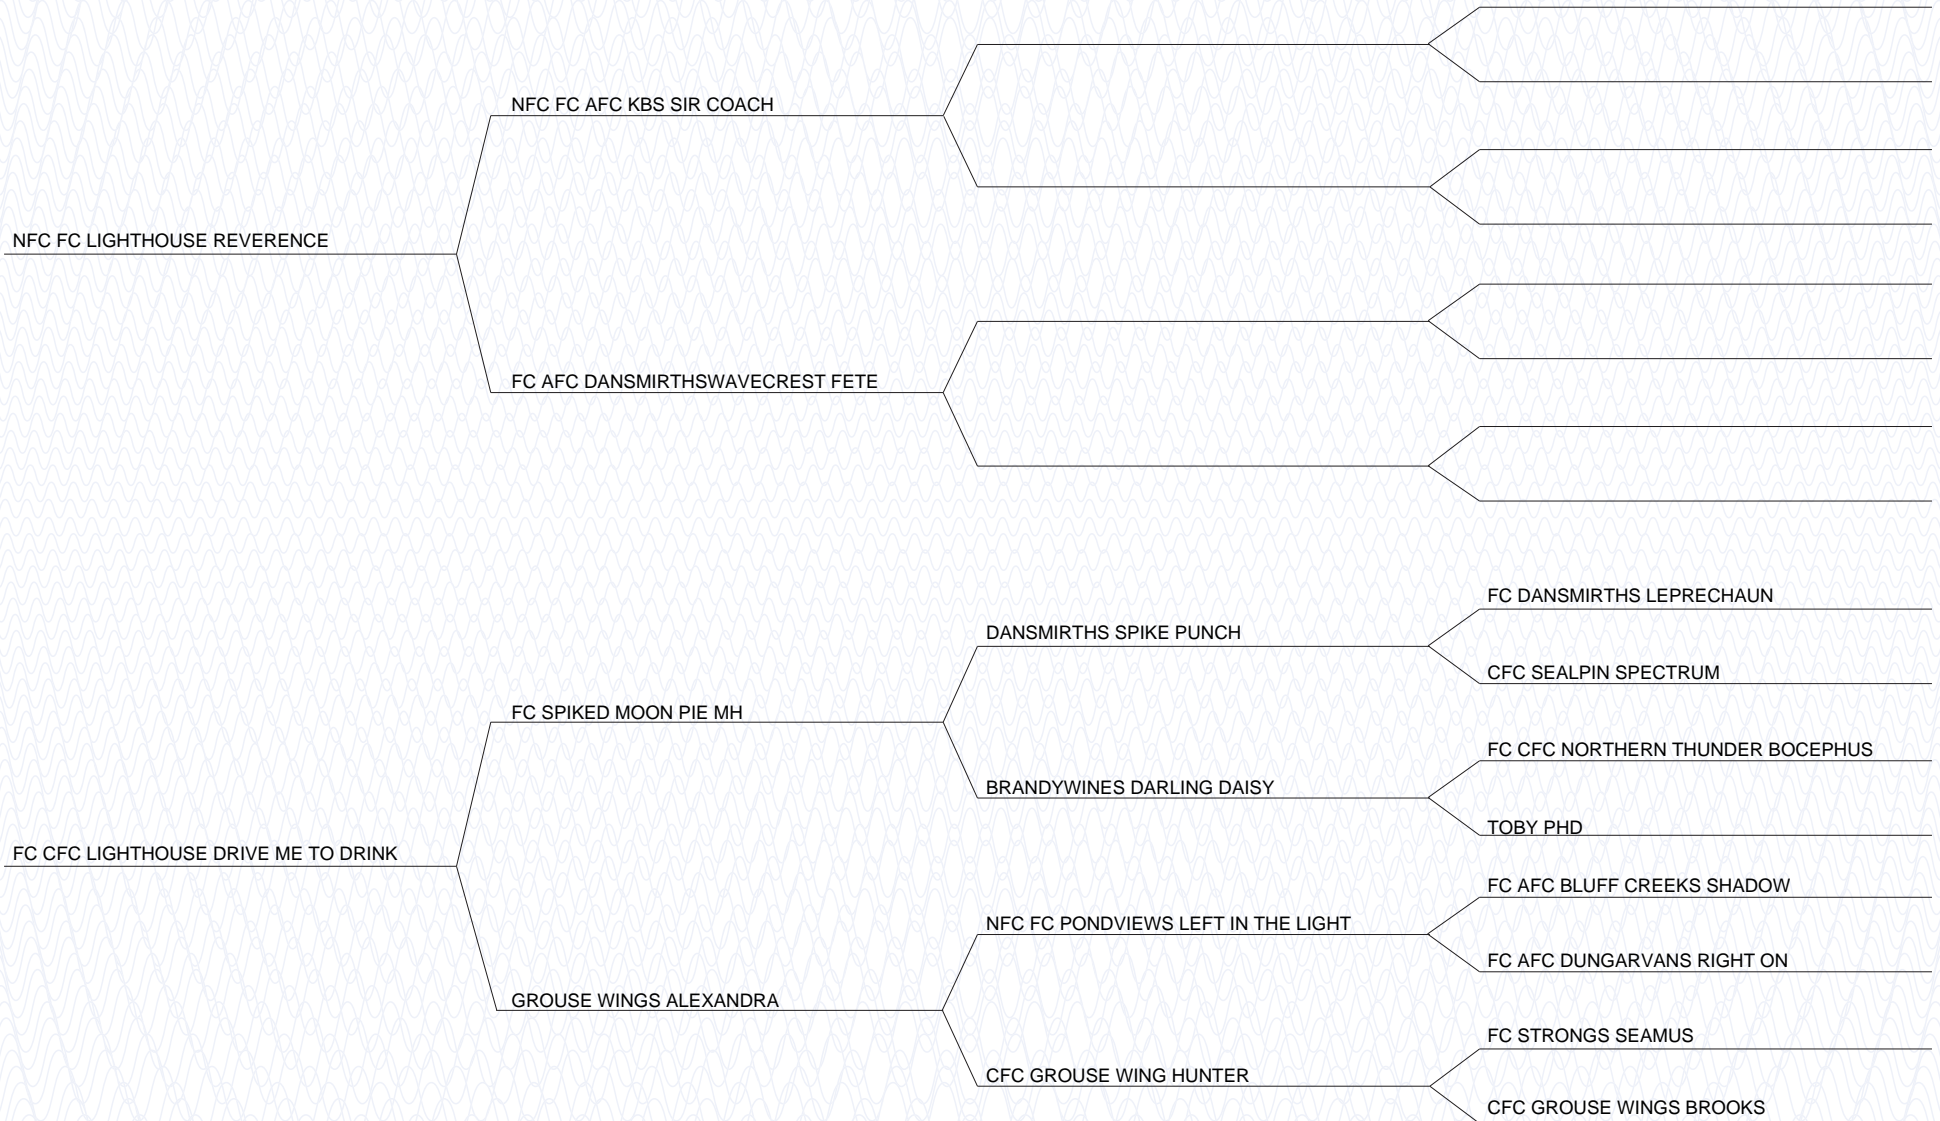 NFC FC LIGHTHOUSE REVERENCE
NFC FC AFC KBS SIR COACH
FC AFC DANSMIRTHSWAVECREST FETE
FC CFC LIGHTHOUSE DRIVE ME TO DRINK
FC SPIKED MOON PIE MH
DANSMIRTHS SPIKE PUNCH
FC DANSMIRTHS LEPRECHAUN
CFC SEALPIN SPECTRUM
BRANDYWINES DARLING DAISY
FC CFC NORTHERN THUNDER BOCEPHUS
TOBY PHD
GROUSE WINGS ALEXANDRA
NFC FC PONDVIEWS LEFT IN THE LIGHT
FC AFC BLUFF CREEKS SHADOW
FC AFC DUNGARVANS RIGHT ON
CFC GROUSE WING HUNTER
FC STRONGS SEAMUS
CFC GROUSE WINGS BROOKS